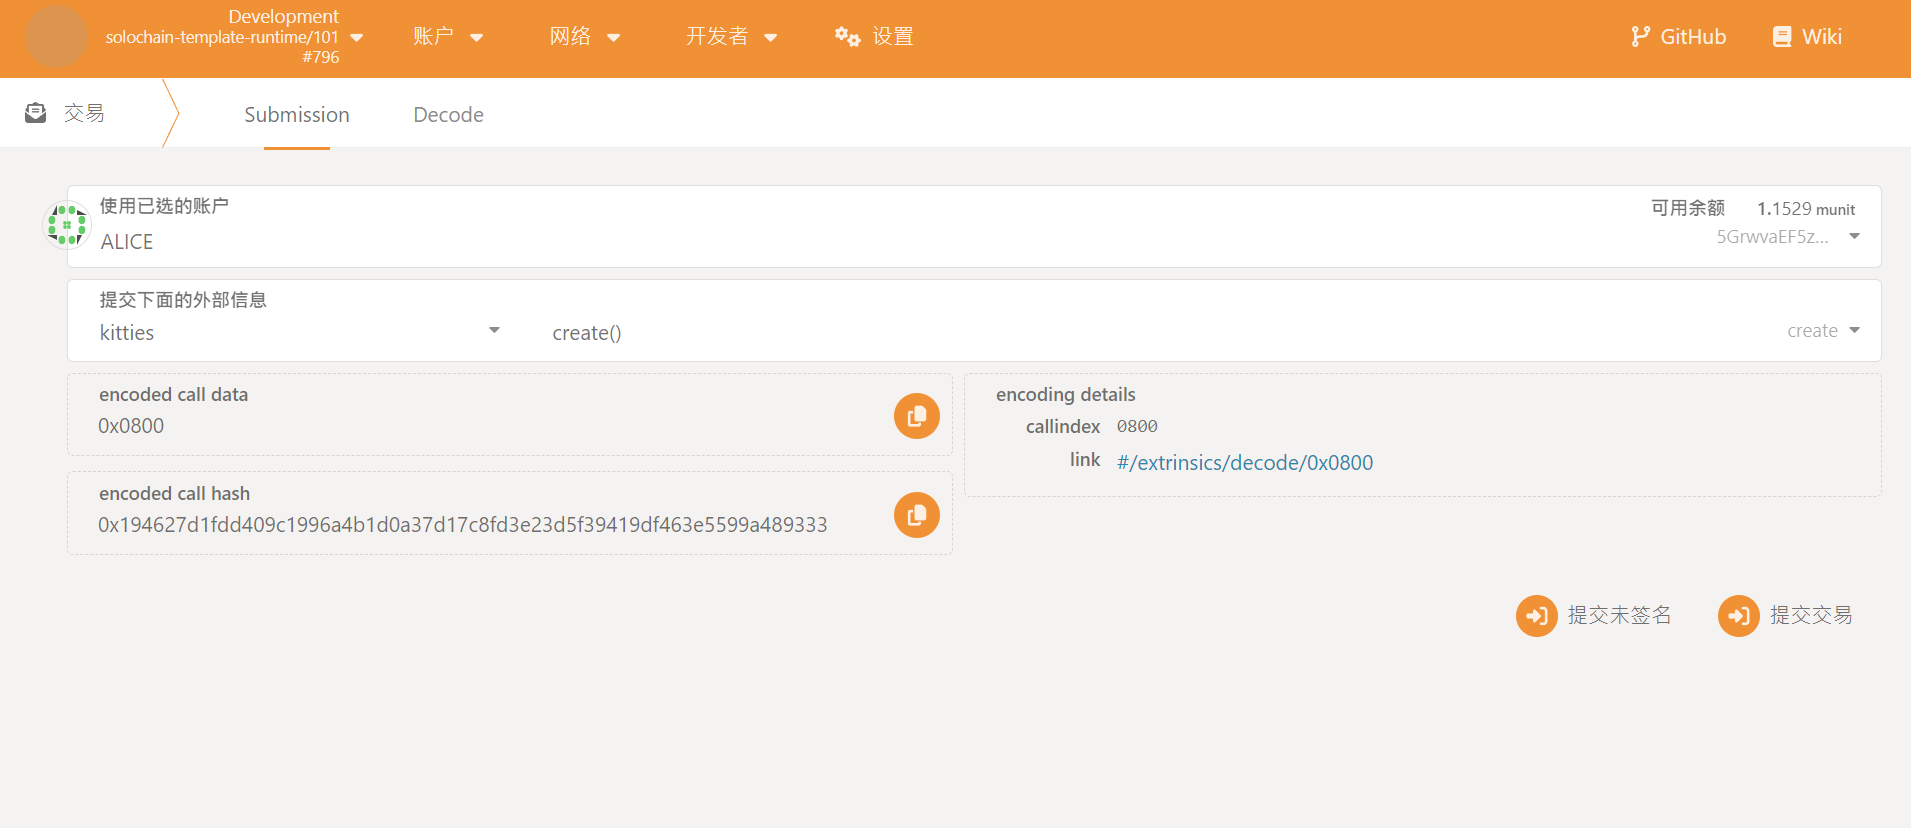 Development
solochain-template-runtime/101
#796
账户
网络
开发者
设置
GitHub
Wiki
交易
Submission
Decode
使用已选的账户
ALICE
可用余额 1.1529 munit
5GrwvaEF5z...
提交下面的外部信息
kitties
create()
create
encoded call data
0x0800
encoding details
callindex 0800
link #/extrinsics/decode/0x0800
encoded call hash
0x194627d1fdd409c1996a4b1d0a37d17c8fd3e23d5f39419df463e5599a489333
提交未签名
提交交易